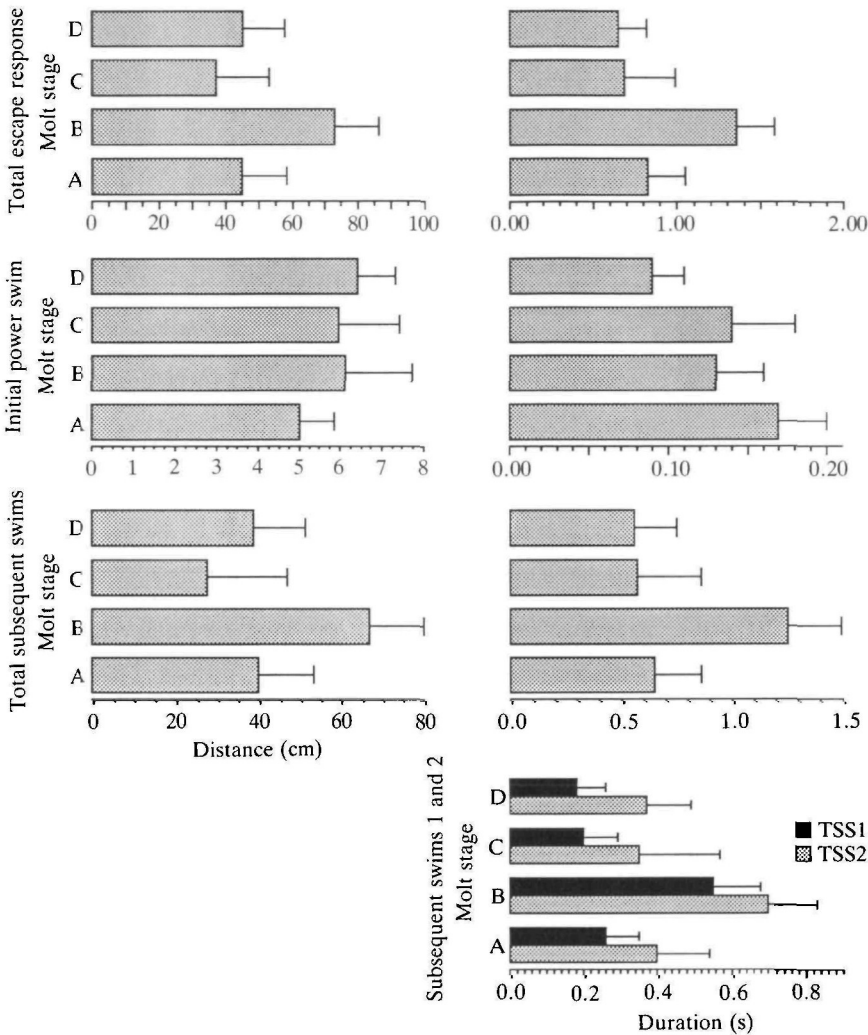 Total escape response
Molt stage
D
C
B
A
0 20 40 60 80 100
0.00 1.00 2.00
Initial power swim
Molt stage
D
C
B
A
0 1 2 3 4 5 6 7 8
0.00 0.10 0.20
Total subsequent swims
Molt stage
D
C
B
A
0 20 40 60 80
Distance (cm)
0.0 0.5 1.0 1.5
Subsequent swims 1 and 2
Molt stage
D
C
B
A
TSS1
TSS2
0.0 0.2 0.4 0.6 0.8
Duration (s)